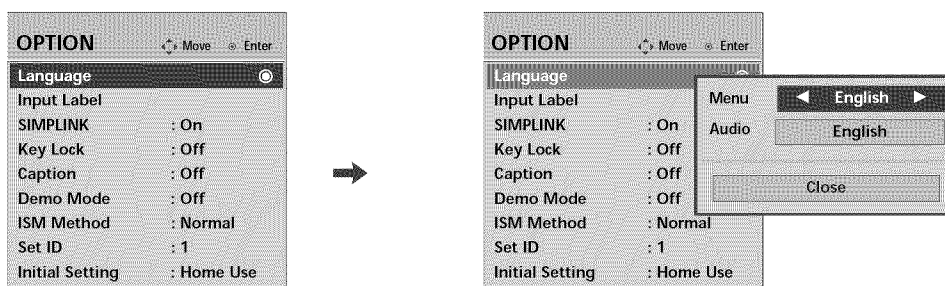 OPTION Move Enter
Language
Input Label
SIMPLINK : On
Key Lock : Off
Caption : Off
Demo Mode : Off
ISM Method : Normal
Set ID : 1
Initial Setting : Home Use
OPTION Move Enter
Language
Input Label
SIMPLINK : On
Key Lock : Off
Caption : Off
Demo Mode : Off
ISM Method : Normal
Set ID : 1
Initial Setting : Home Use
Menu ◄ English ►
Audio English
Close